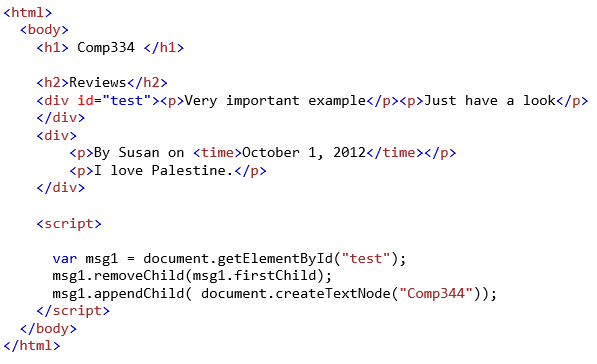 <html>
<body>
<h1> Comp334 </h1>
<h2>Reviews</h2>
<div id="test"><p>Very important example</p><p>Just have a look</p>
</div>
<div>
<p>By Susan on <time>October 1, 2012</time></p>
<p>I love Palestine.</p>
</div>
<script>
var msg1 = document.getElementById("test");
msg1.removeChild(msg1.firstChild);
msg1.appendChild( document.createTextNode("Comp344"));
</script>
</body>
</html>